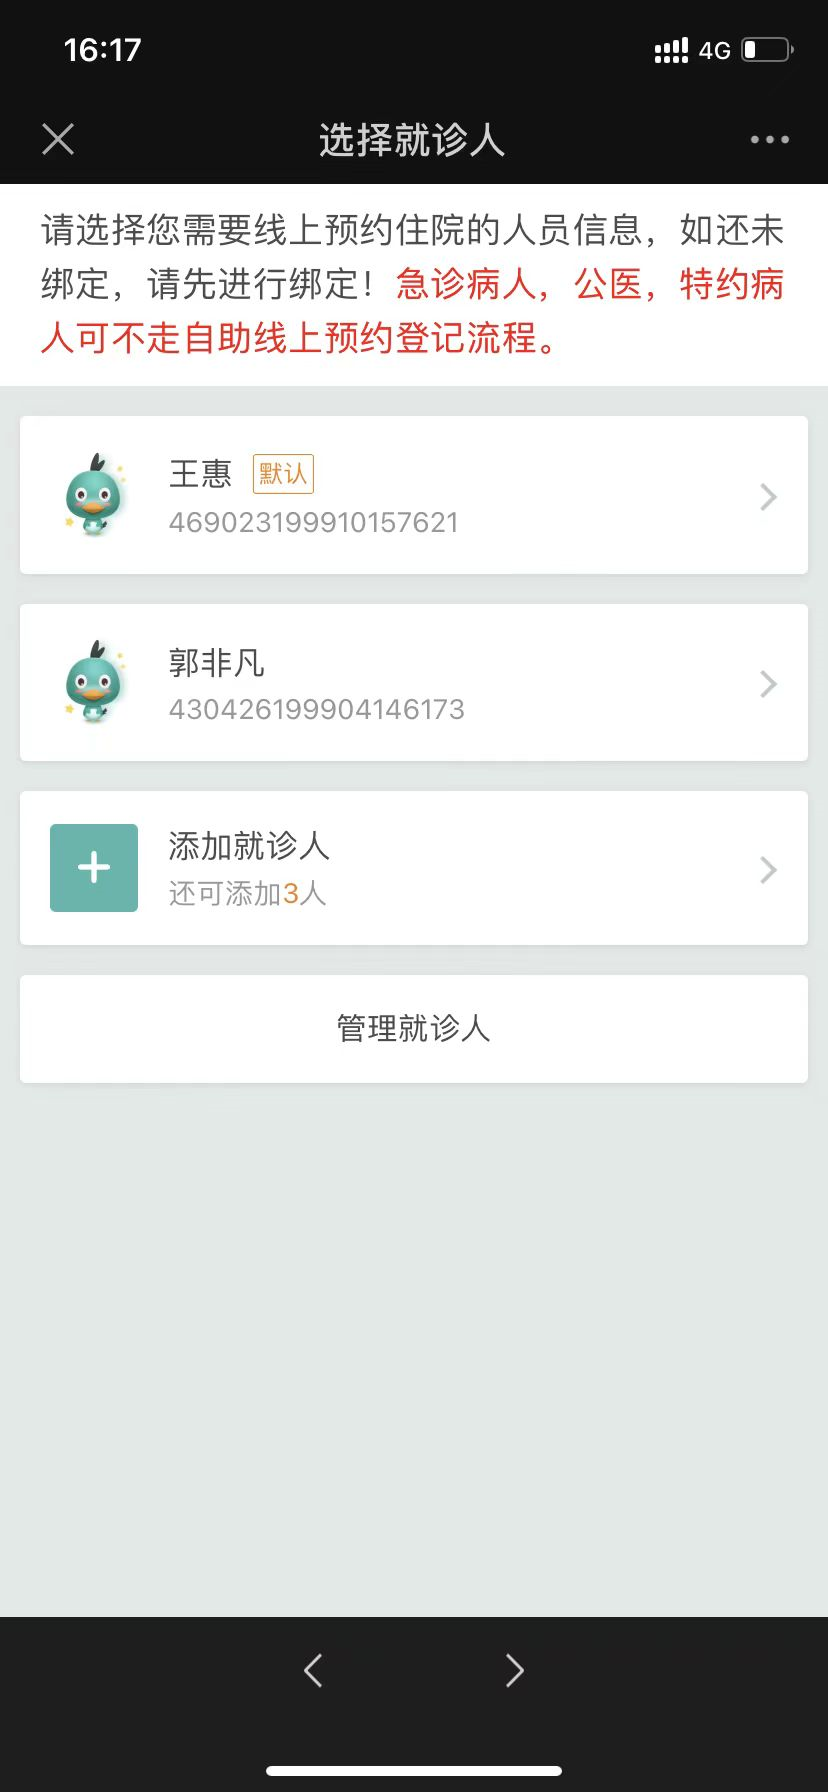 16:17
4G
选择就诊人
请选择您需要线上预约住院的人员信息，如还未
绑定，请先进行绑定！急诊病人，公医，特约病
人可不走自助线上预约登记流程。
王惠 默认
469023199910157621
郭非凡
430426199904146173
添加就诊人
还可添加3人
管理就诊人